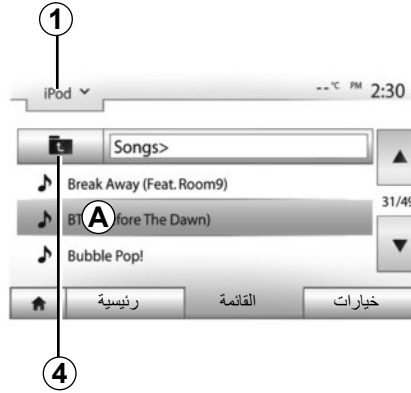 1
iPod
--°C PM 2:30
Songs>
Break Away (Feat. Room9)
BT A fore The Dawn)
31/49
Bubble Pop!
رئيسية القائمة خيارات
4